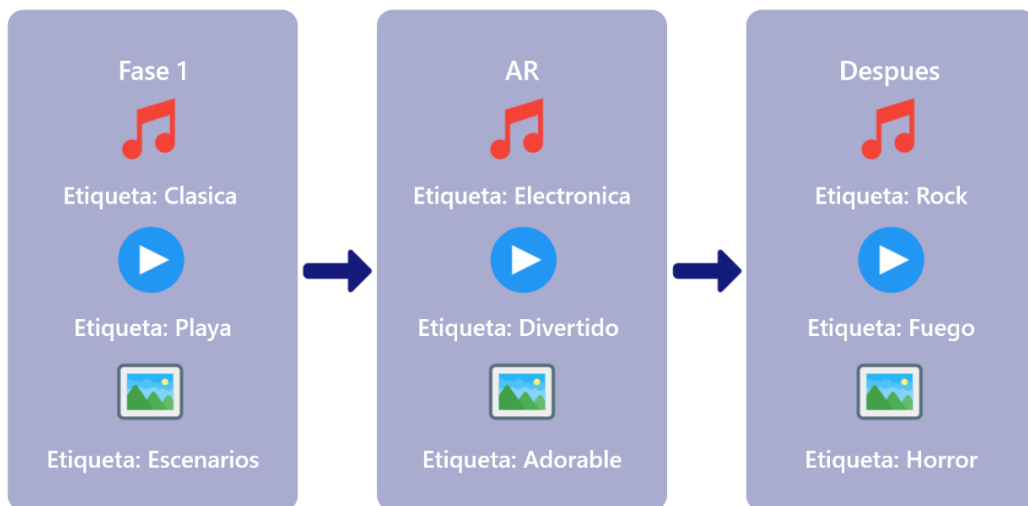 Fase 1
Etiqueta: Clasica
Etiqueta: Playa
Etiqueta: Escenarios
AR
Etiqueta: Electronica
Etiqueta: Divertido
Etiqueta: Adorable
Despues
Etiqueta: Rock
Etiqueta: Fuego
Etiqueta: Horror